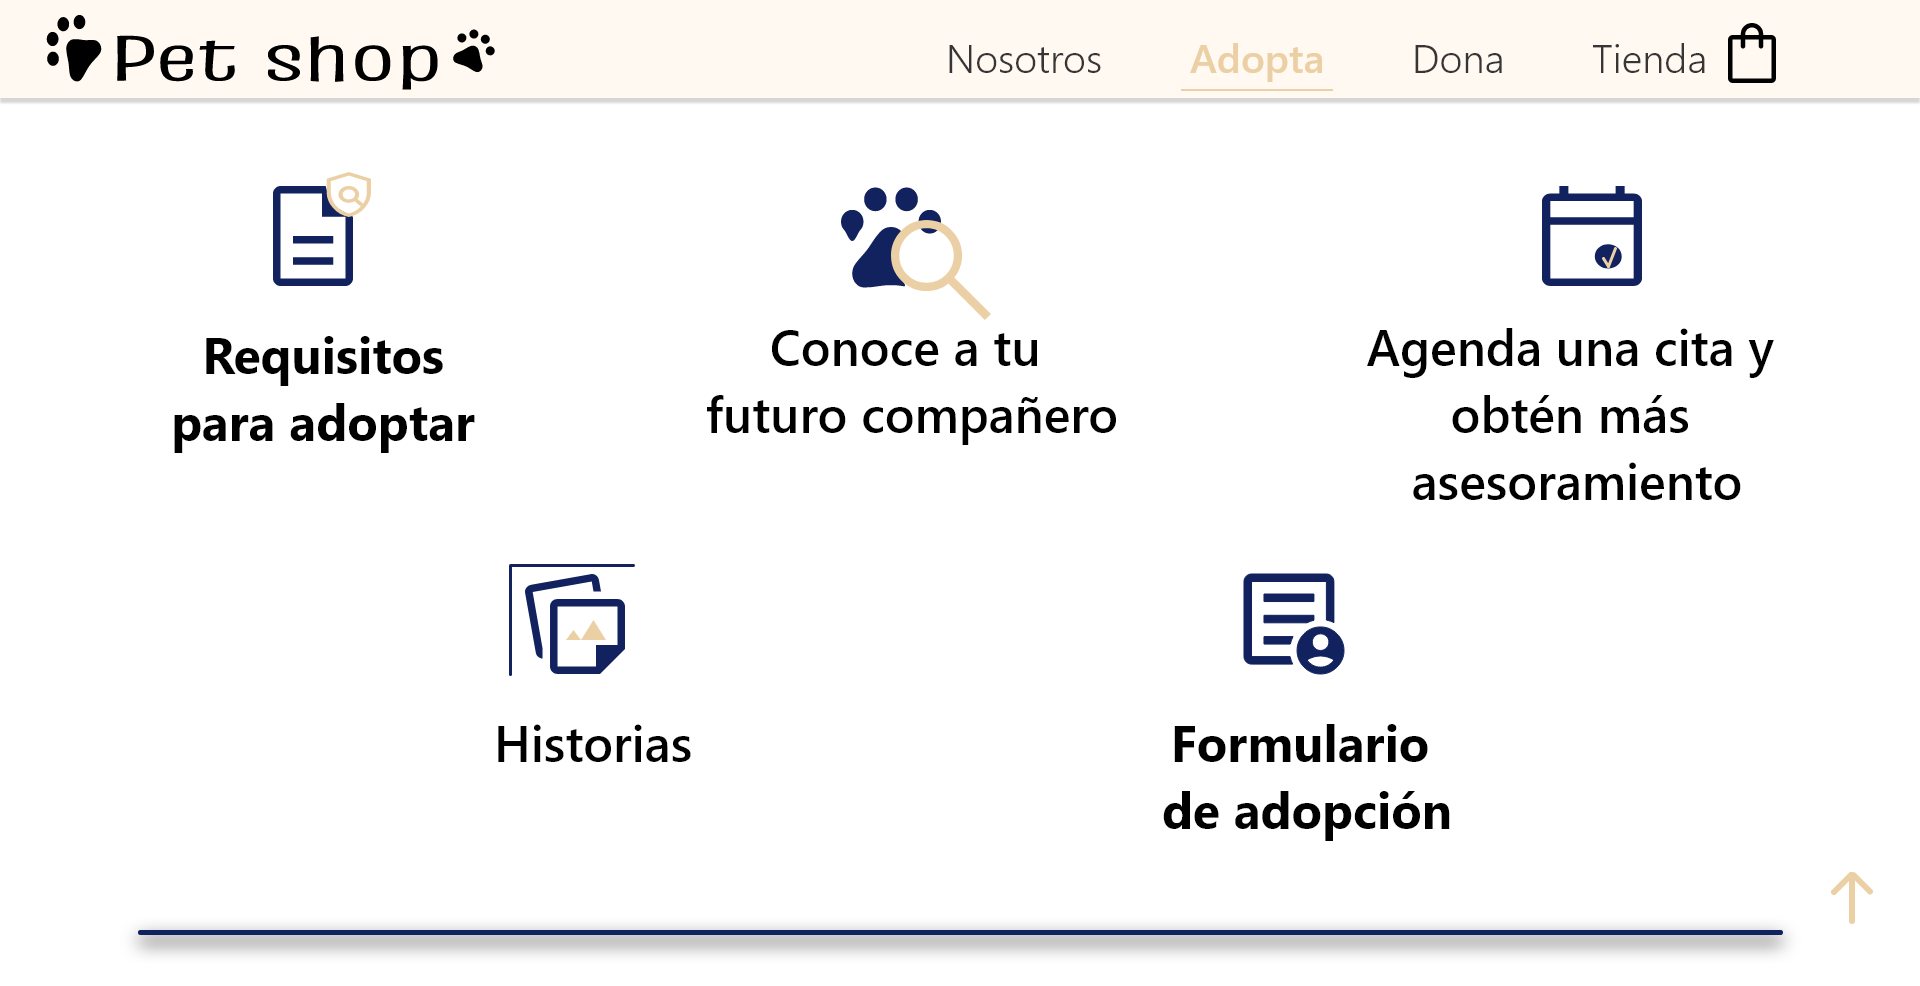 Pet shop
Nosotros
Adopta
Dona
Tienda
Requisitos
para adoptar
Conoce a tu
futuro compañero
Agenda una cita y
obtén más
asesoramiento
Historias
Formulario
de adopción